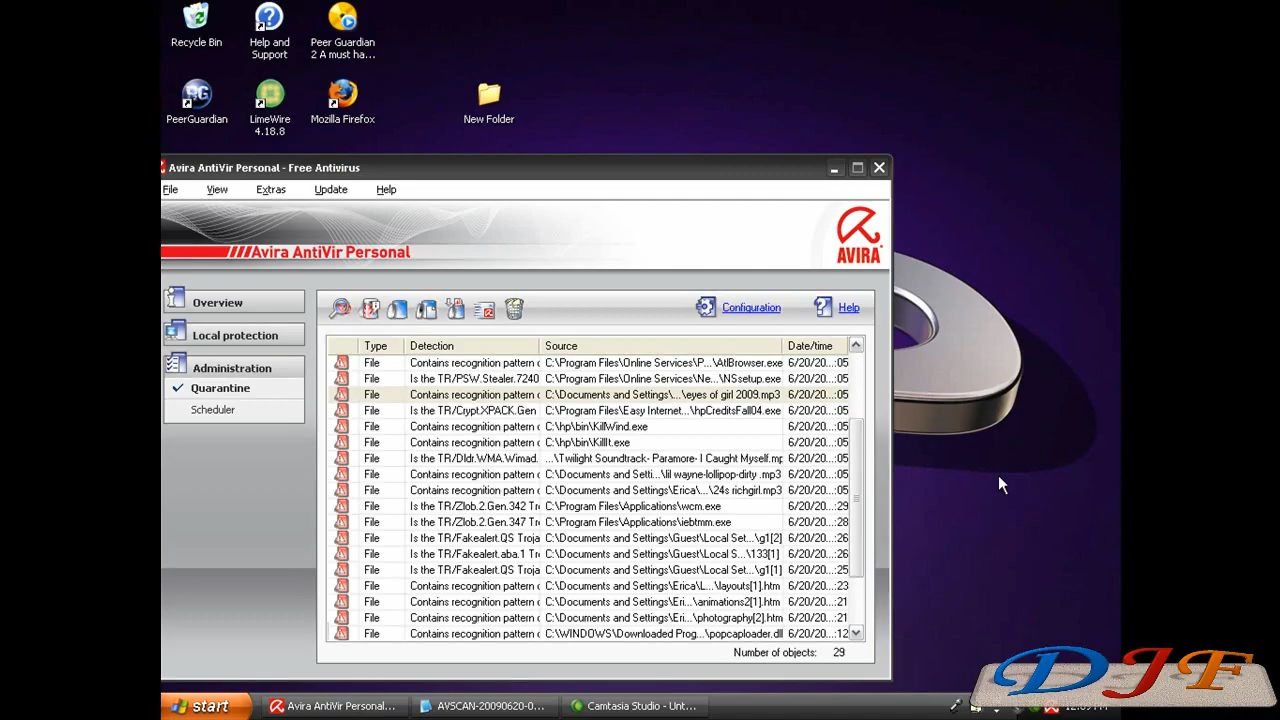 Recycle Bin
Help and
Support
Peer Guardian
2 A must ha...
PeerGuardian
LimeWire
4.18.8
Mozilla Firefox
New Folder
Avira AntiVir Personal - Free Antivirus
File View Extras Update Help
Avira AntiVir Personal
AVIRA
Overview
Local protection
Administration
Quarantine
Scheduler
Configuration Help
Type Detection Source Date/time
File Contains recognition pattern c C:\Program Files\Online Services\P...\AtlBrowser.exe 6/20/20...:05
File Is the TR/PSW.Stealer.7240 C:\Program Files\Online Services\Ne...\NSsetup.exe 6/20/20...:05
File Contains recognition pattern c C:\Documents and Settings\...\eyes of girl 2009.mp3 6/20/20...:05
File Is the TR/Crypt.XPACK.Gen C:\Program Files\Easy Internet...\hpCreditsFall04.exe 6/20/20...:05
File Contains recognition pattern c C:\hp\bin\KillWind.exe 6/20/20...:05
File Contains recognition pattern c C:\hp\bin\KillIt.exe 6/20/20...:05
File Is the TR/Dldr.WMA.Wimad. ...\Twilight Soundtrack- Paramore- I Caught Myself.mp 6/20/20...:05
File Contains recognition pattern c C:\Documents and Setti...\lil wayne-lollipop-dirty .mp3 6/20/20...:05
File Contains recognition pattern c C:\Documents and Settings\Erica\...\24s richgirl.mp3 6/20/20...:05
File Is the TR/Zlob.2.Gen.342 Tr C:\Program Files\Applications\wcm.exe 6/20/20...:29
File Is the TR/Zlob.2.Gen.347 Tr C:\Program Files\Applications\iebtmm.exe 6/20/20...:28
File Is the TR/Fakealert.QS Troja C:\Documents and Settings\Guest\Local Set...\g1[2] 6/20/20...:26
File Is the TR/Fakealert.aba.1 Tr C:\Documents and Settings\Guest\Local S...\133[1] 6/20/20...:26
File Is the TR/Fakealert.QS Troja C:\Documents and Settings\Guest\Local Set...\g1[1] 6/20/20...:25
File Contains recognition pattern c C:\Documents and Settings\Erica\L...\layouts[1].htm 6/20/20...:23
File Contains recognition pattern c C:\Documents and Settings\Eri...\animations2[1].htm 6/20/20...:21
File Contains recognition pattern c C:\Documents and Settings\Eri...\photography[2].htm 6/20/20...:21
File Contains recognition pattern c C:\WINDOWS\Downloaded Prog...\popcaploader.dll 6/20/20...:12
Number of objects: 29
DJF
start Avira AntiVir Personal... AVSCAN-20090620-0... Camtasia Studio - Unt...